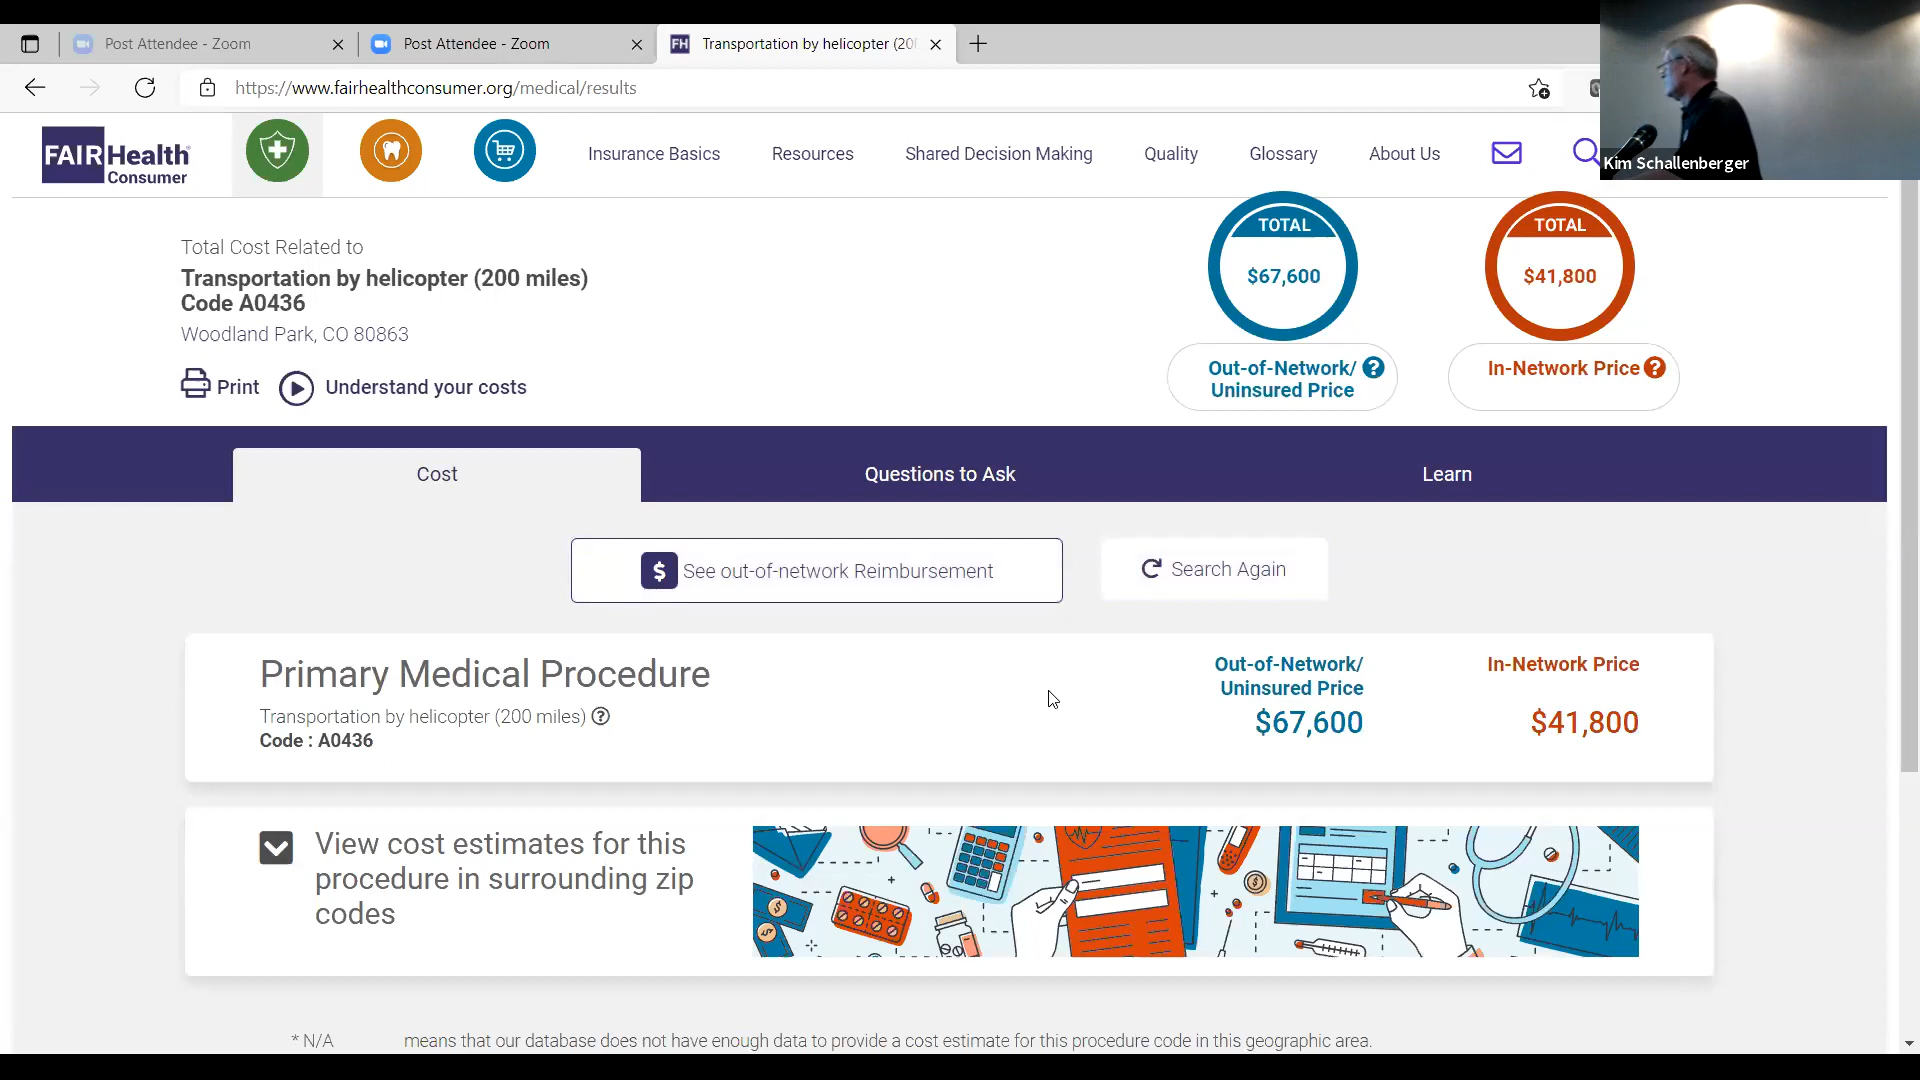 Post Attendee - Zoom
Post Attendee - Zoom
FH
Transportation by helicopter (20
https://www.fairhealthconsumer.org/medical/results
FAIR Health
Consumer
Insurance Basics
Resources
Shared Decision Making
Quality
Glossary
About Us
Kim Schallenberger
Total Cost Related to
Transportation by helicopter (200 miles)
Code A0436
Woodland Park, CO 80863
Print
Understand your costs
TOTAL
$67,600
Out-of-Network/ ?
Uninsured Price
TOTAL
$41,800
In-Network Price ?
Cost
Questions to Ask
Learn
$ See out-of-network Reimbursement
Search Again
Primary Medical Procedure
Transportation by helicopter (200 miles) ?
Code : A0436
Out-of-Network/
Uninsured Price
$67,600
In-Network Price
$41,800
View cost estimates for this
procedure in surrounding zip
codes
* N/A means that our database does not have enough data to provide a cost estimate for this procedure code in this geographic area.